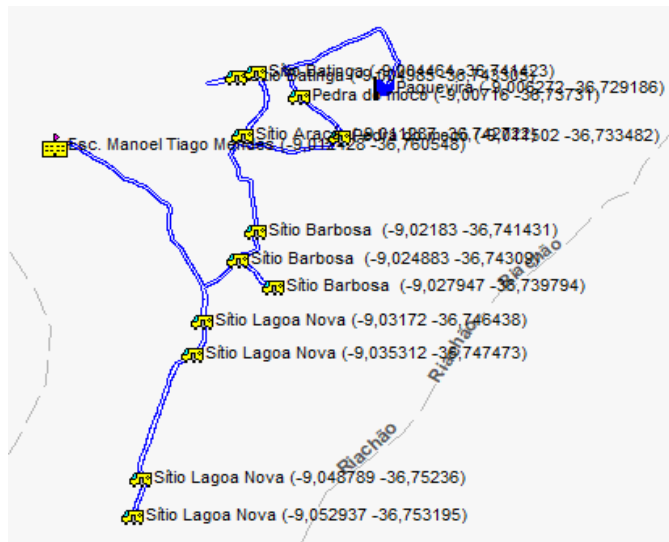 Sítio Batinga (-9,004464 -36,741423)
Paquevira (-9,006272 -36,729186)
Pedra do moco (-9,00716 -36,73731)
-36,733482)
Esc. Manoel Tiago Mendes -36,760548)
Sítio Barbosa (-9,02183 -36,741431)
Sítio Barbosa (-9,024883 -36,74309)
Sítio Barbosa (-9,027947 -36,739794)
Riachão
Sítio Lagoa Nova (-9,03172 -36,746438)
Sítio Lagoa Nova (-9,035312 -36,747473)
Riachão
Riachão
Sítio Lagoa Nova (-9,048789 -36,75236)
Sítio Lagoa Nova (-9,052937 -36,753195)